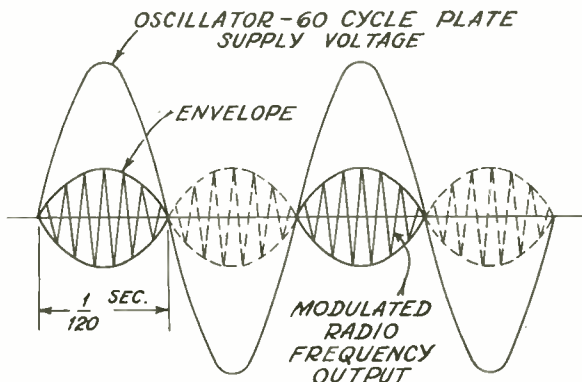 OSCILLATOR-60 CYCLE PLATE
SUPPLY VOLTAGE
ENVELOPE
1/120 SEC.
MODULATED
RADIO
FREQUENCY
OUTPUT